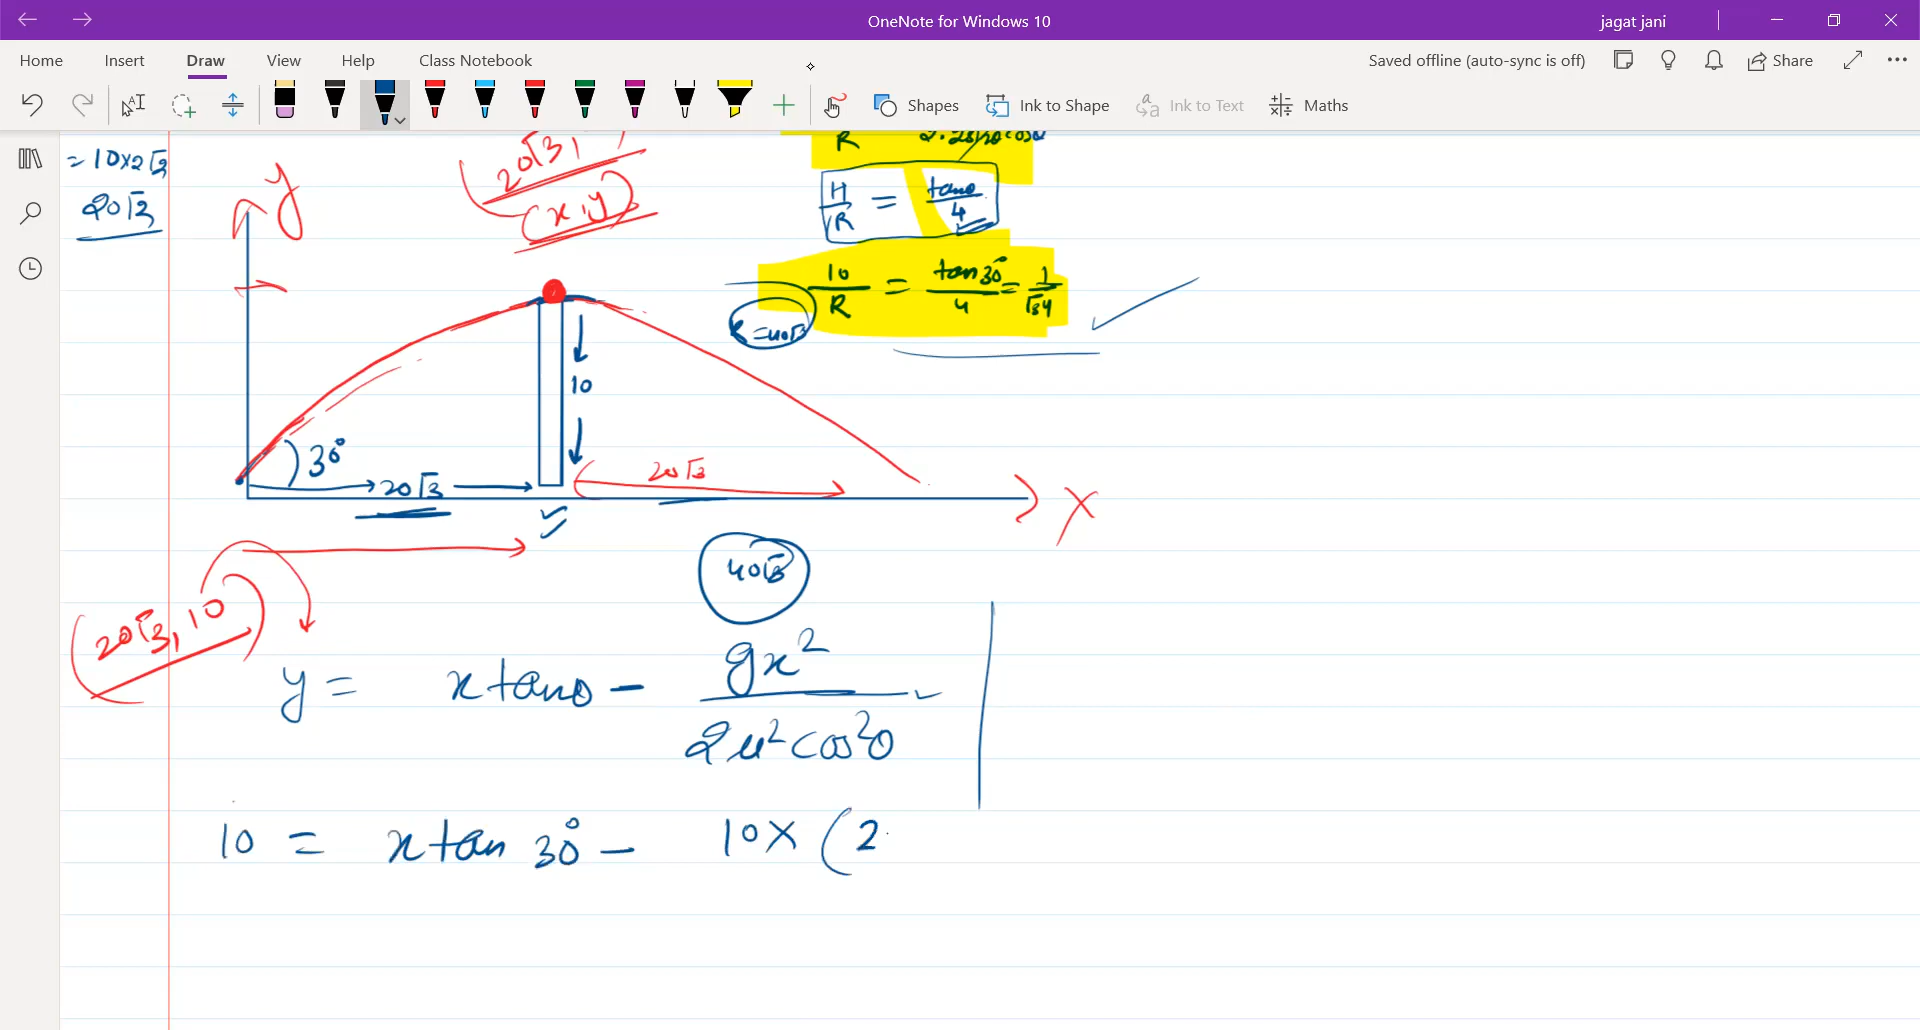 OneNote for Windows 10
jagat jani
Home Insert Draw View Help Class Notebook
Saved offline (auto-sync is off)
Share
Shapes Ink to Shape Ink to Text Maths
= 10×2√3
20√3
y
20√3,
(x,y)
R
H/R = tanθ/4
10/R = tan30°/4 = 1/√3 4
R = 40√3
10
30°
20√3
20√3
X
40√3
(20√3, 10)
y = x tanθ - gx²/2u²cos²θ
10 = x tan 30° - 10× (2